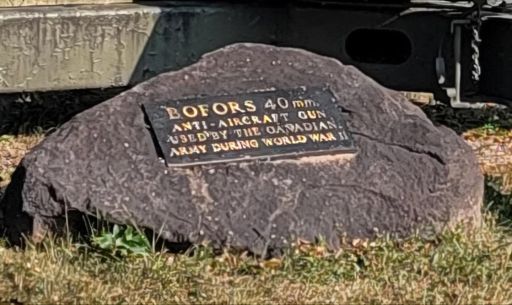 BOFORS 40 mm.
ANTI-AIRCRAFT GUN
USED BY THE CANADIAN
ARMY DURING WORLD WAR II